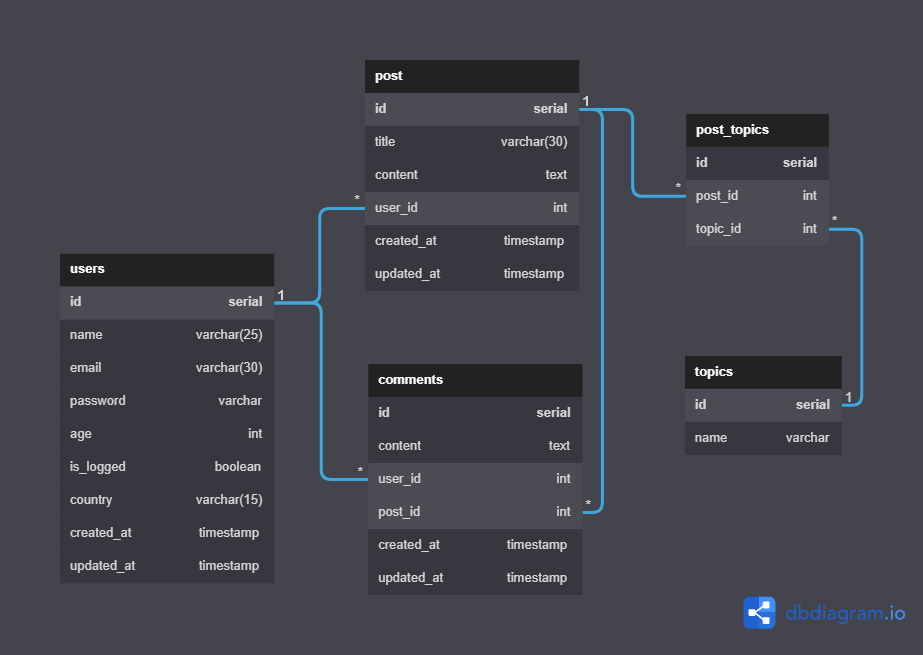 post
id serial
title varchar(30)
content text
user_id int
created_at timestamp
updated_at timestamp
1
*
post_topics
id serial
post_id int
topic_id int
*
*
users
id serial
name varchar(25)
email varchar(30)
password varchar
age int
is_logged boolean
country varchar(15)
created_at timestamp
updated_at timestamp
1
comments
id serial
content text
user_id int
post_id int
created_at timestamp
updated_at timestamp
*
*
topics
id serial
name varchar
1
dbdiagram.io